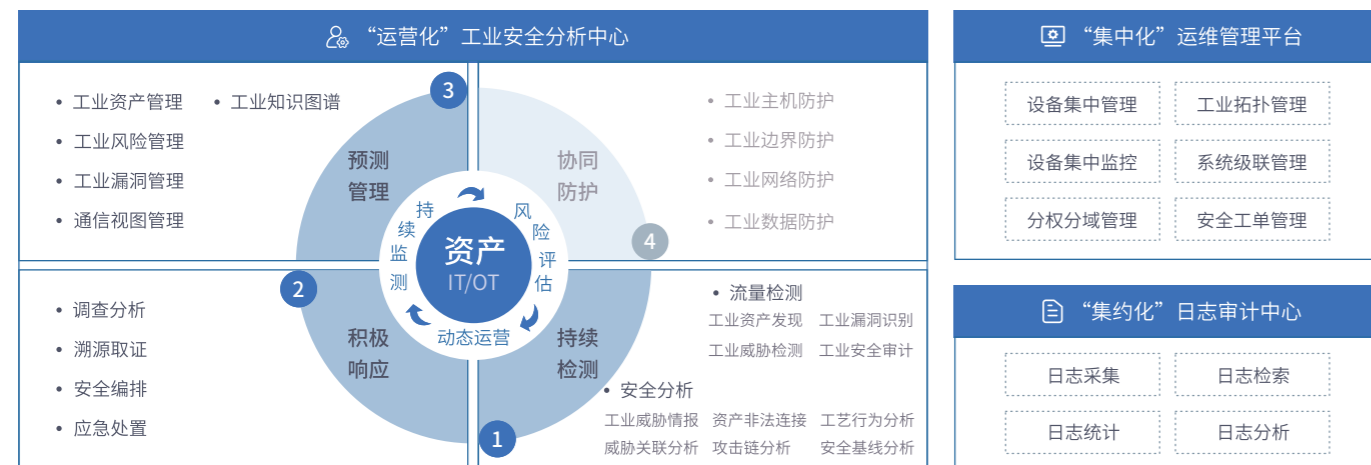 “运营化”工业安全分析中心
• 工业资产管理 • 工业知识图谱
• 工业风险管理
• 工业漏洞管理
• 通信视图管理
3
预测
管理
协同
防护
• 工业主机防护
• 工业边界防护
• 工业网络防护
• 工业数据防护
4
持续监测
风险评估
资产
IT/OT
动态运营
2
• 调查分析
• 溯源取证
• 安全编排
• 应急处置
积极
响应
持续
检测
1
• 流量检测
工业资产发现 工业漏洞识别
工业威胁检测 工业安全审计
• 安全分析
工业威胁情报 资产非法连接 工艺行为分析
威胁关联分析 攻击链分析 安全基线分析
“集中化”运维管理平台
设备集中管理 工业拓扑管理
设备集中监控 系统级联管理
分权分域管理 安全工单管理
“集约化”日志审计中心
日志采集 日志检索
日志统计 日志分析